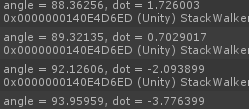 angle = 88.36256, dot = 1.726003
0x0000000140E4D6ED (Unity) StackWalker
angle = 89.32135, dot = 0.7029017
0x0000000140E4D6ED (Unity) StackWalker
angle = 92.12606, dot = -2.093899
0x0000000140E4D6ED (Unity) StackWalke
angle = 93.95959, dot = -3.776399
0x0000000140E4D6ED (Unity) StackWalker